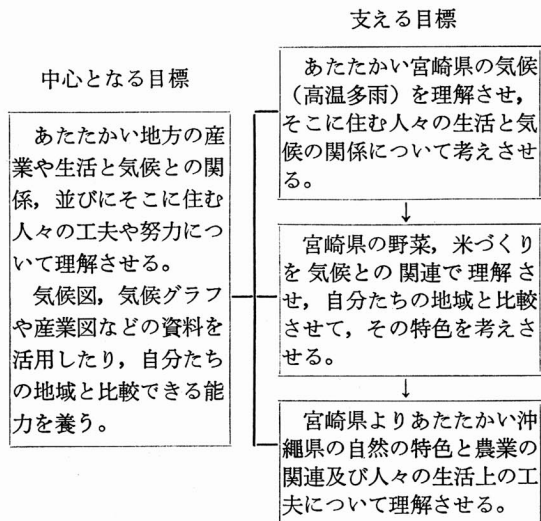 支える目標
中心となる目標
あたたかい地方の産
業や生活と気候との関
係，並びにそこに住む
人々の工夫や努力につ
いて理解させる。
気候図，気候グラフ
や産業図などの資料を
活用したり，自分たち
の地域と比較できる能
力を養う。
あたたかい宮崎県の気候
（高温多雨）を理解させ，
そこに住む人々の生活と気
候の関係について考えさせ
る。
↓
宮崎県の野菜，米づくり
を気候との関連で理解さ
せ，自分たちの地域と比較
させて，その特色を考えさ
せる。
↓
宮崎県よりあたたかい沖
縄県の自然の特色と農業の
関連及び人々の生活上の工
夫について理解させる。